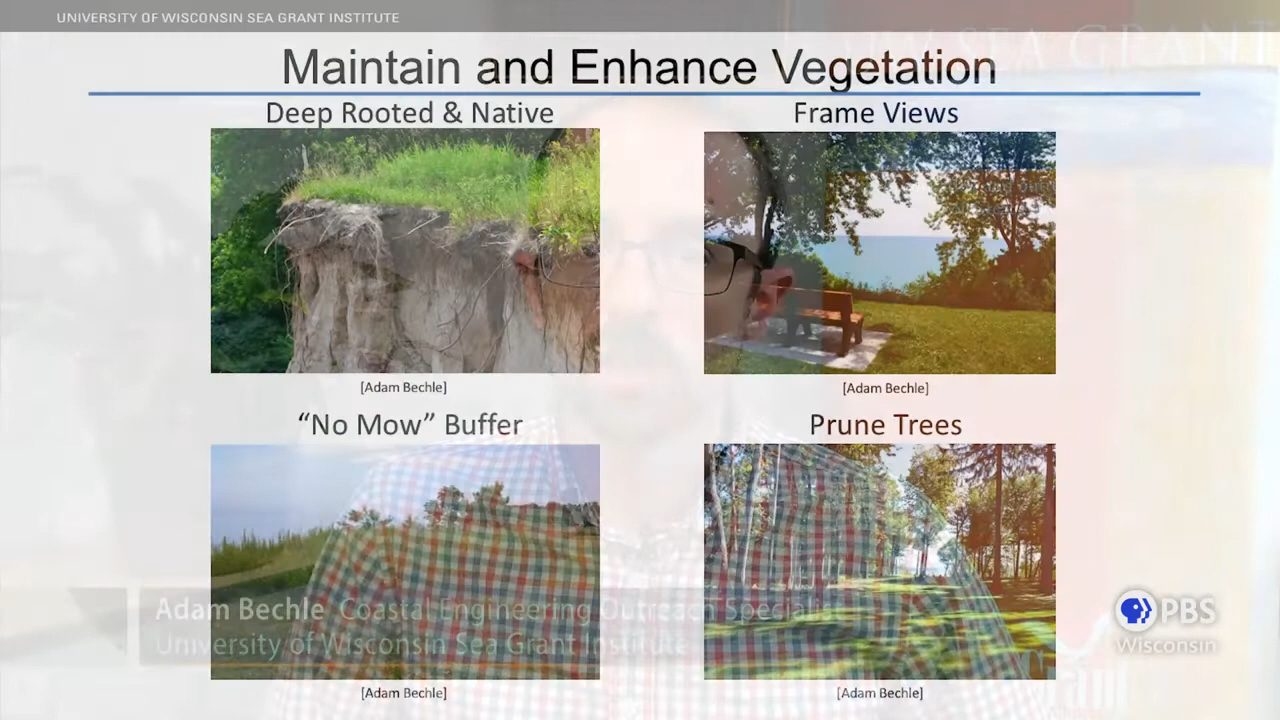 UNIVERSITY OF WISCONSIN SEA GRANT INSTITUTE
SEA GRANT
Maintain and Enhance Vegetation
Deep Rooted & Native
Frame Views
[Adam Bechle]
[Adam Bechle]
“No Mow” Buffer
Prune Trees
Adam Bechle Coastal Engineering Outreach Specialist
University of Wisconsin Sea Grant Institute
PBS
Wisconsin
[Adam Bechle]
[Adam Bechle]